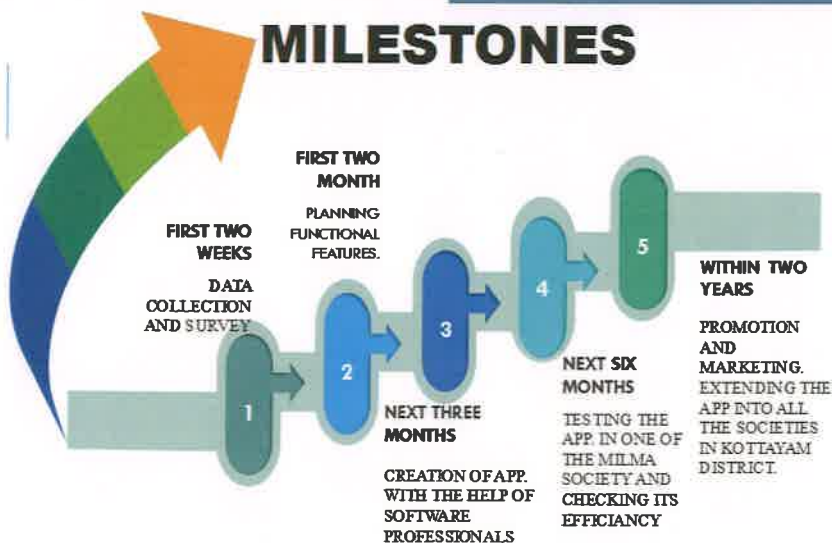 MILESTONES
FIRST TWO
WEEKS
DATA
COLLECTION
AND SURVEY
1
FIRST TWO
MONTH
PLANNING
FUNCTIONAL
FEATURES.
2
3
NEXT THREE
MONTHS
CREATION OF APP.
WITH THE HELP OF
SOFTWARE
PROFESSIONALS
4
NEXT SIX
MONTHS
TESTING THE
APP. IN ONE OF
THE MILMA
SOCIETY AND
CHECKING ITS
EFFICIANCY
5
WITHIN TWO
YEARS
PROMOTION
AND
MARKETING.
EXTENDING THE
APP INTO ALL
THE SOCIETIES
IN KOTTAYAM
DISTRICT.